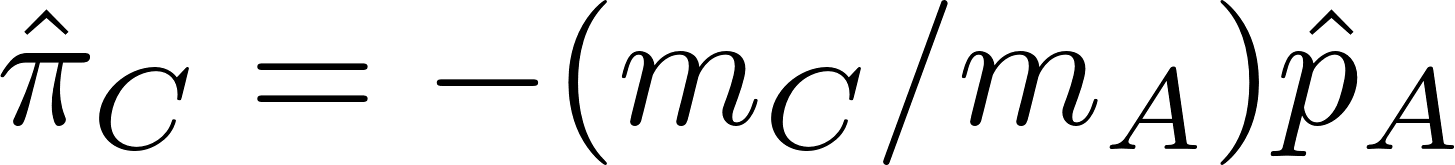 π̂_C = −(m_C/m_A)p̂_A